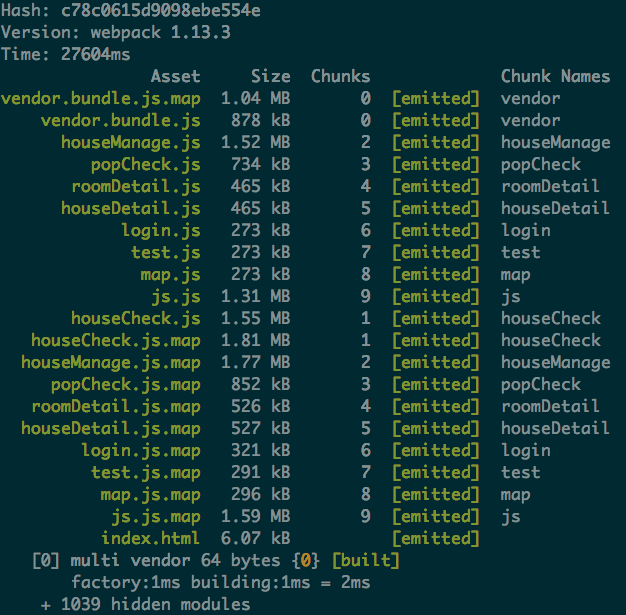 Hash: c78c0615d9098ebe554e
Version: webpack 1.13.3
Time: 27604ms
Asset Size Chunks Chunk Names
vendor.bundle.js.map 1.04 MB 0 [emitted] vendor
vendor.bundle.js 878 kB 0 [emitted] vendor
houseManage.js 1.52 MB 2 [emitted] houseManage
popCheck.js 734 kB 3 [emitted] popCheck
roomDetail.js 465 kB 4 [emitted] roomDetail
houseDetail.js 465 kB 5 [emitted] houseDetail
login.js 273 kB 6 [emitted] login
test.js 273 kB 7 [emitted] test
map.js 273 kB 8 [emitted] map
js.js 1.31 MB 9 [emitted] js
houseCheck.js 1.55 MB 1 [emitted] houseCheck
houseCheck.js.map 1.81 MB 1 [emitted] houseCheck
houseManage.js.map 1.77 MB 2 [emitted] houseManage
popCheck.js.map 852 kB 3 [emitted] popCheck
roomDetail.js.map 526 kB 4 [emitted] roomDetail
houseDetail.js.map 527 kB 5 [emitted] houseDetail
login.js.map 321 kB 6 [emitted] login
test.js.map 291 kB 7 [emitted] test
map.js.map 296 kB 8 [emitted] map
js.js.map 1.59 MB 9 [emitted] js
index.html 6.07 kB [emitted]
[0] multi vendor 64 bytes {0} [built]
factory:1ms building:1ms = 2ms
+ 1039 hidden modules